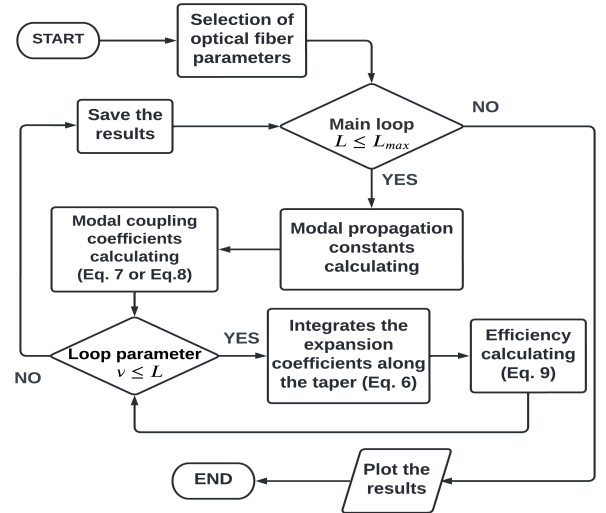 START
Selection of
optical fiber
parameters
Save the
results
Main loop
L ≤ L_max
NO
YES
Modal coupling
coefficients
calculating
(Eq. 7 or Eq.8)
Modal propagation
constants
calculating
Loop parameter
ν ≤ L
YES
NO
Integrates the
expansion
coefficients along
the taper (Eq. 6)
Efficiency
calculating
(Eq. 9)
END
Plot the
results